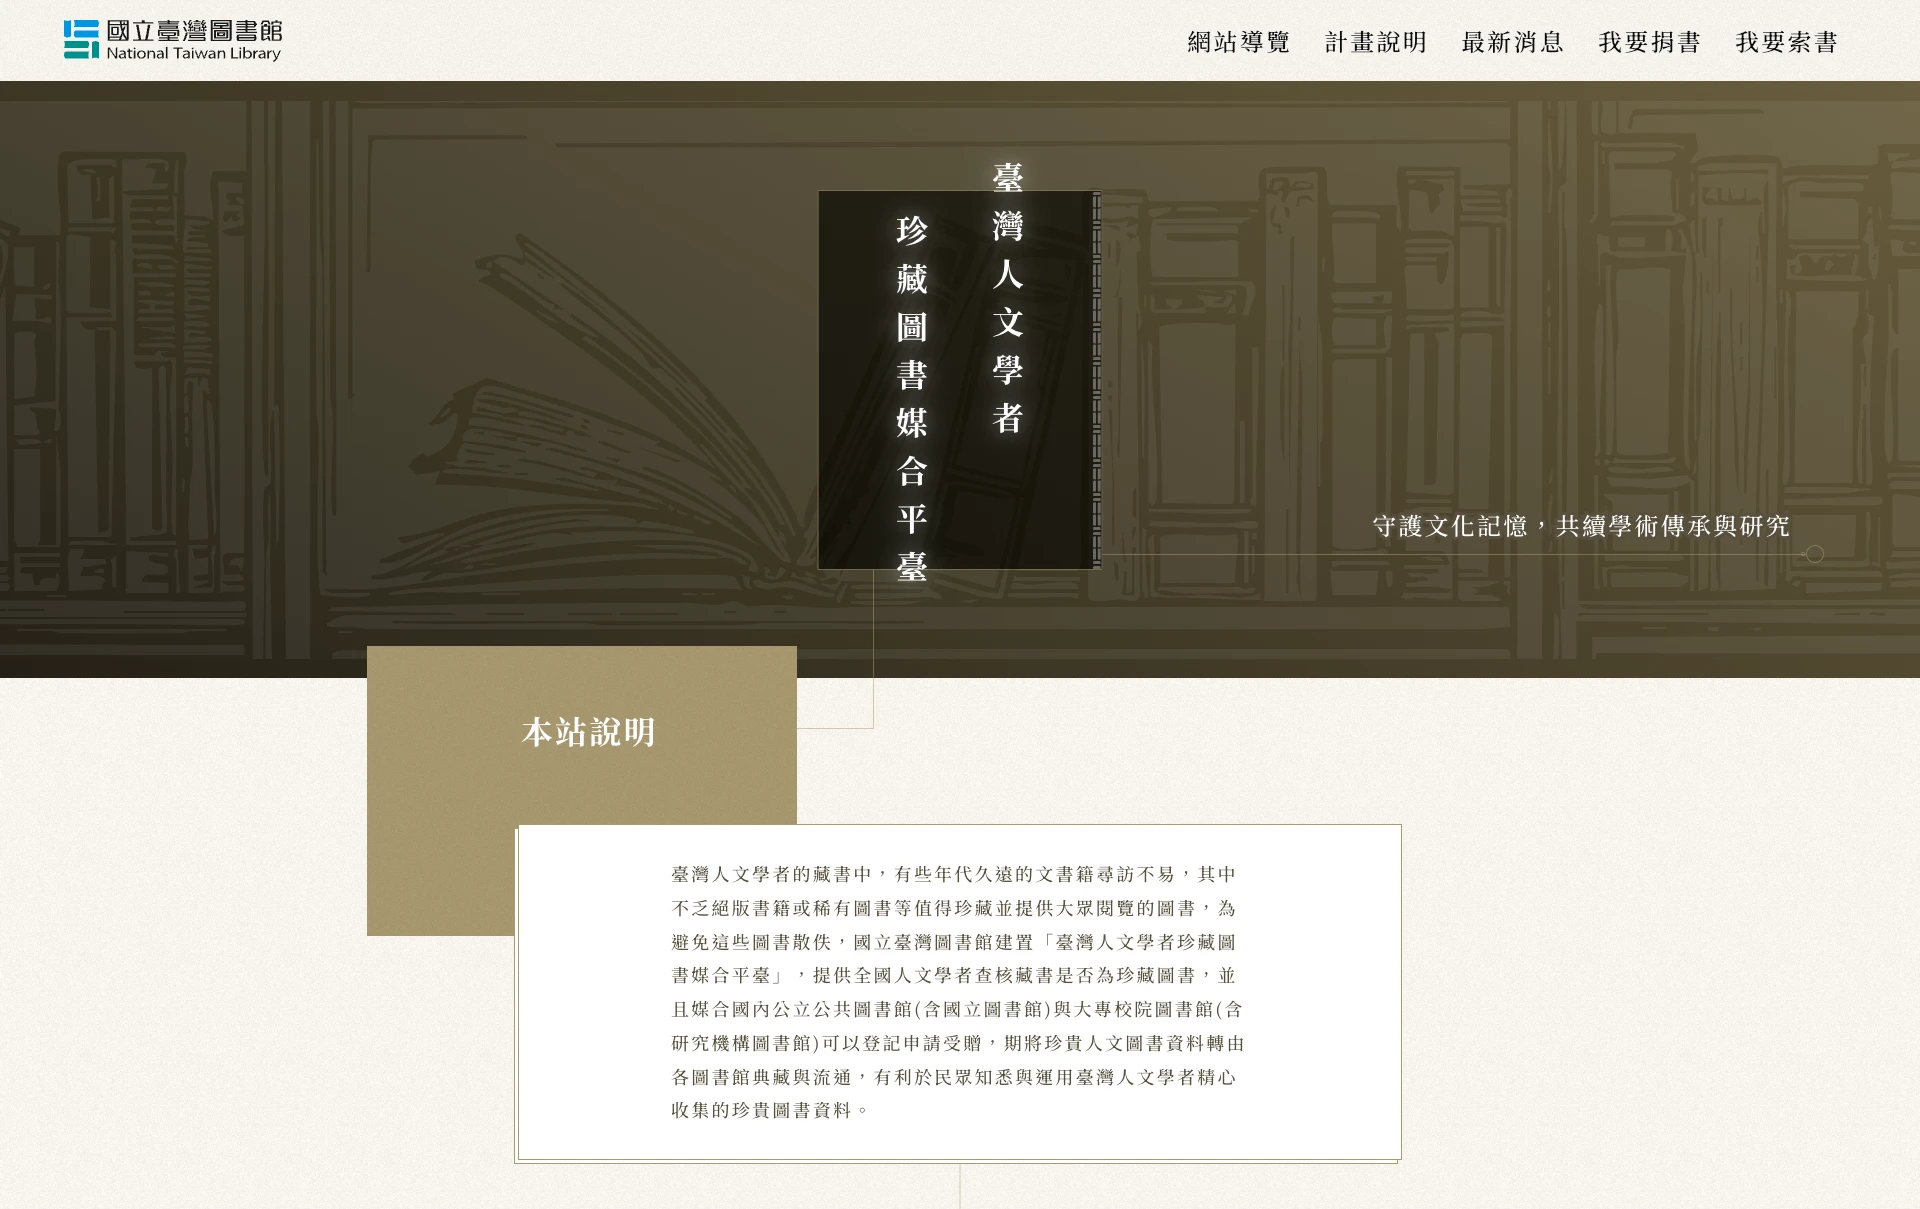 國立臺灣圖書館
National Taiwan Library
網站導覽
計畫說明
最新消息
我要捐書
我要索書
臺灣人文學者
珍藏圖書媒合平臺
守護文化記憶，共續學術傳承與研究
本站說明
臺灣人文學者的藏書中，有些年代久遠的文書籍尋訪不易，其中
不乏絕版書籍或稀有圖書等值得珍藏並提供大眾閱覽的圖書，為
避免這些圖書散佚，國立臺灣圖書館建置「臺灣人文學者珍藏圖
書媒合平臺」，提供全國人文學者查核藏書是否為珍藏圖書，並
且媒合國內公立公共圖書館(含國立圖書館)與大專校院圖書館(含
研究機構圖書館)可以登記申請受贈，期將珍貴人文圖書資料轉由
各圖書館典藏與流通，有利於民眾知悉與運用臺灣人文學者精心
收集的珍貴圖書資料。